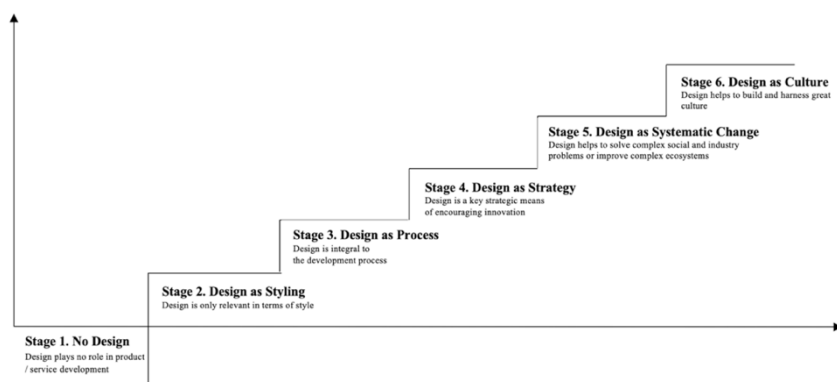 Stage 6. Design as Culture
Design helps to build and harness great
culture
Stage 5. Design as Systematic Change
Design helps to solve complex social and industry
problems or improve complex ecosystems
Stage 4. Design as Strategy
Design is a key strategic means
of encouraging innovation
Stage 3. Design as Process
Design is integral to
the development process
Stage 2. Design as Styling
Design is only relevant in terms of style
Stage 1. No Design
Design plays no role in product
/ service development